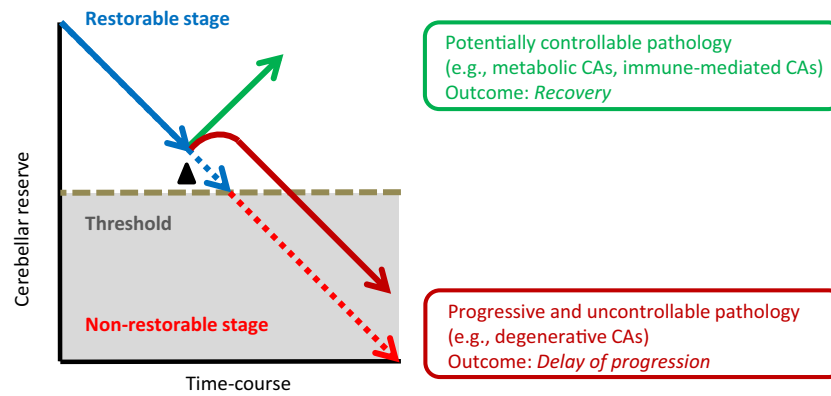 Restorable stage
Potentially controllable pathology
(e.g., metabolic CAs, immune-mediated CAs)
Outcome: Recovery
Cerebellar reserve
Threshold
Non-restorable stage
Progressive and uncontrollable pathology
(e.g., degenerative CAs)
Outcome: Delay of progression
Time-course